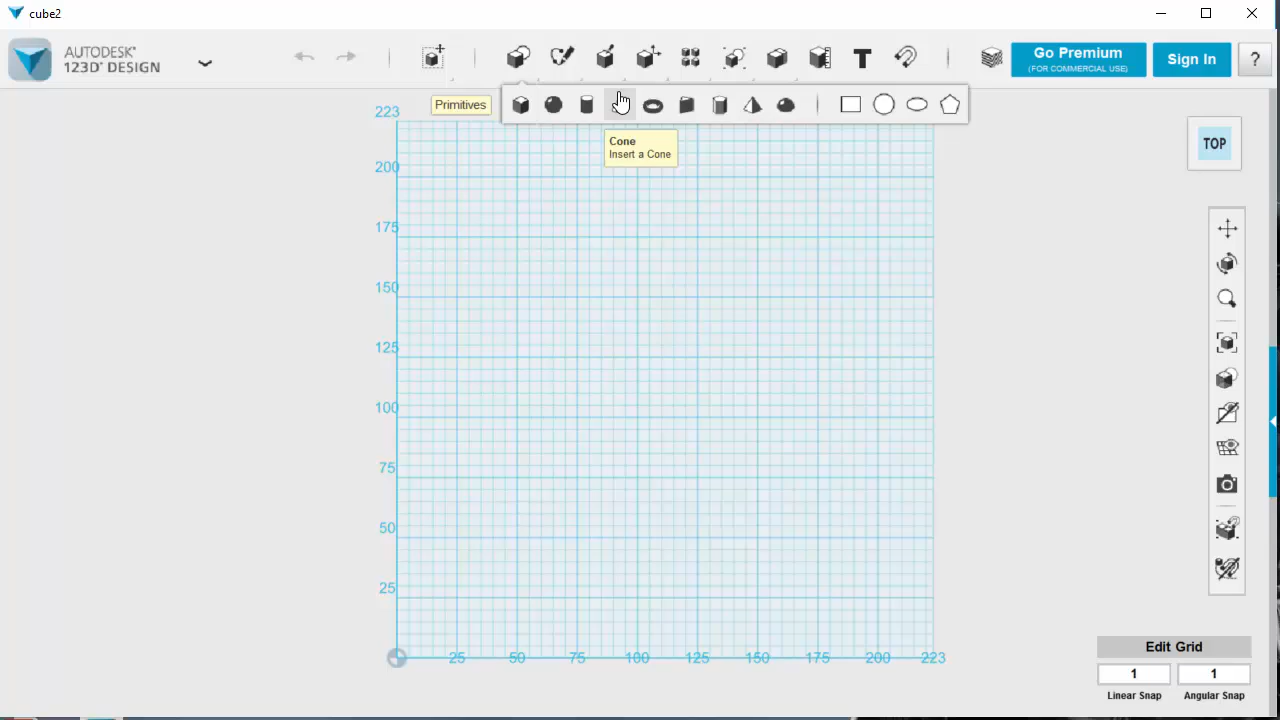 cube2
AUTODESK®
123D® DESIGN
Go Premium
(FOR COMMERCIAL USE)
Sign In
?
Primitives
Cone
Insert a Cone
TOP
223
200
175
150
125
100
75
50
25
25 50 75 100 125 150 175 200 223
Edit Grid
1 1
Linear Snap Angular Snap